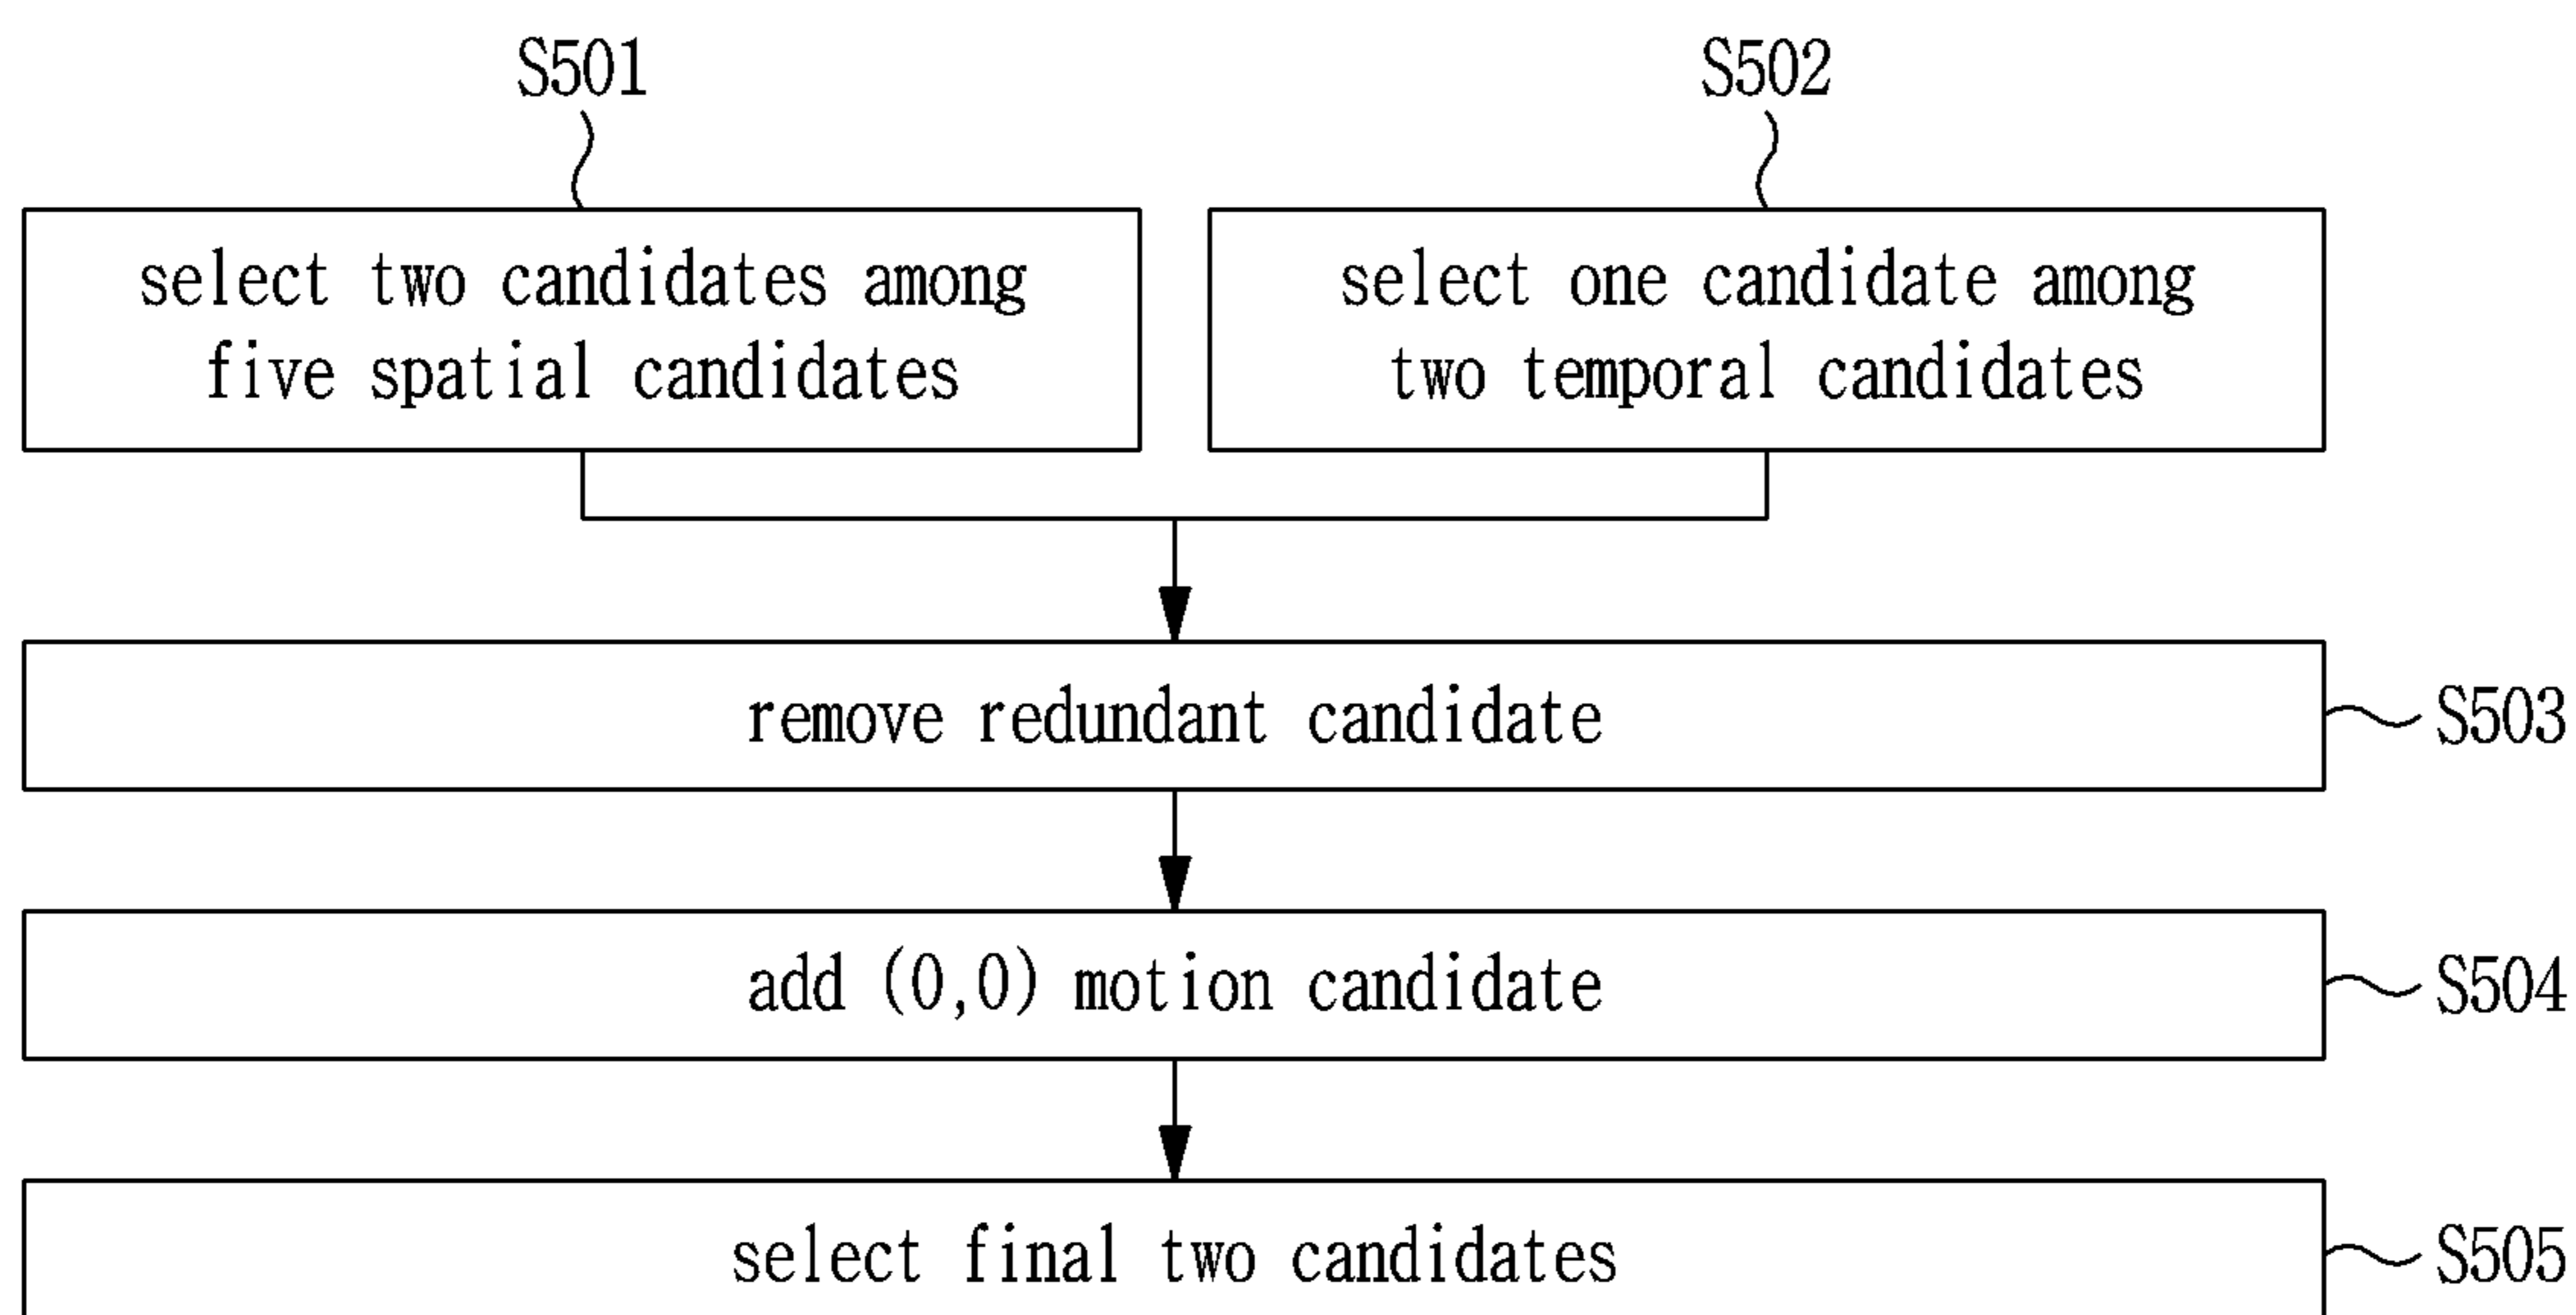 S501
S502
select two candidates among
five spatial candidates
select one candidate among
two temporal candidates
remove redundant candidate
S503
add (0,0) motion candidate
S504
select final two candidates
S505